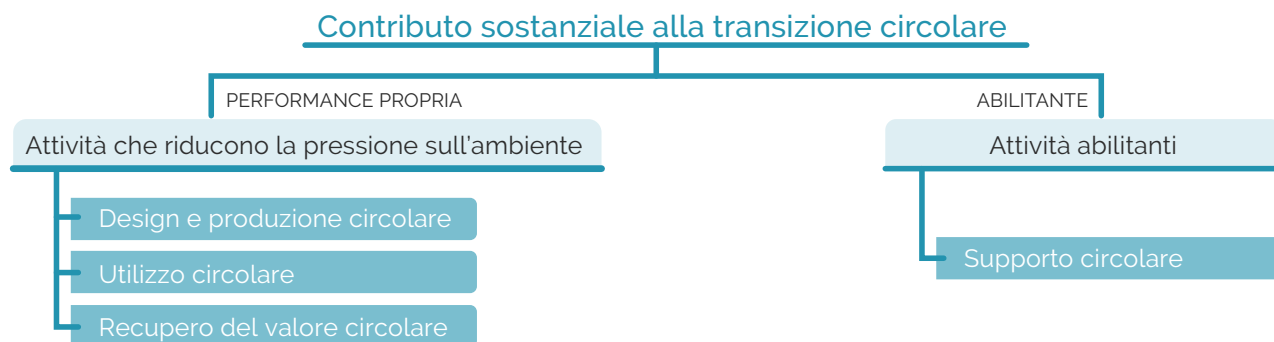 Contributo sostanziale alla transizione circolare
PERFORMANCE PROPRIA
ABILITANTE
Attività che riducono la pressione sull'ambiente
Attività abilitanti
Design e produzione circolare
Utilizzo circolare
Supporto circolare
Recupero del valore circolare